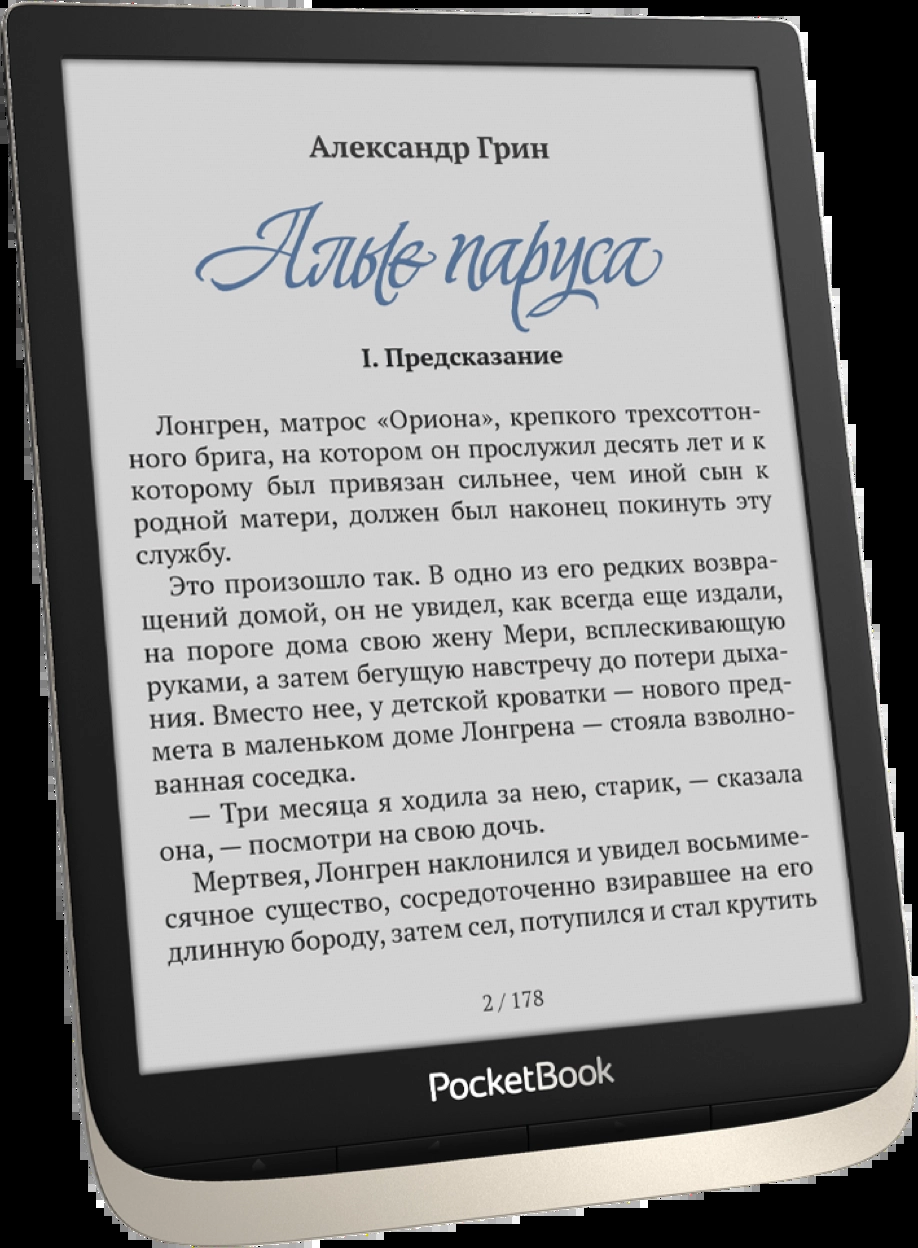 Александр Грин
Алые паруса
I. Предсказание
Лонгрен, матрос «Ориона», крепкого трехсоттон-
ного брига, на котором он прослужил десять лет и к
которому был привязан сильнее, чем иной сын к
родной матери, должен был наконец покинуть эту
службу.
Это произошло так. В одно из его редких возвра-
щений домой, он не увидел, как всегда еще издали,
на пороге дома свою жену Мери, всплескивающую
руками, а затем бегущую навстречу до потери дыха-
ния. Вместо нее, у детской кроватки — нового пред-
мета в маленьком доме Лонгрена — стояла взволно-
ванная соседка.
— Три месяца я ходила за нею, старик, — сказала
она, — посмотри на свою дочь.
Мертвея, Лонгрен наклонился и увидел восьмиме-
сячное существо, сосредоточенно взиравшее на его
длинную бороду, затем сел, потупился и стал крутить
2 / 178
PocketBook